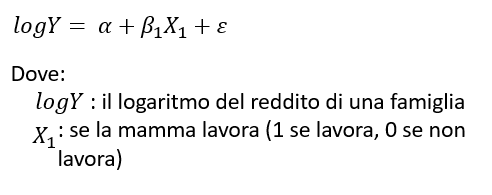 logY = α + β₁X₁ + ε
Dove:
logY : il logaritmo del reddito di una famiglia
X₁: se la mamma lavora (1 se lavora, 0 se non
lavora)